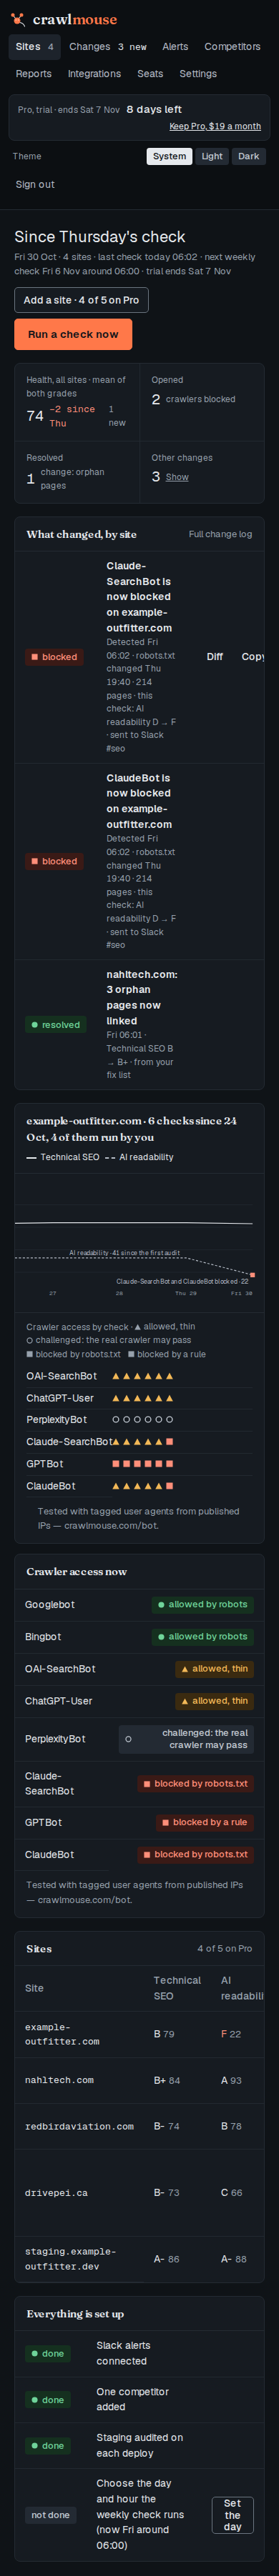 crawlmouse
Sites 4 Changes 3 new Alerts Competitors
Reports Integrations Seats Settings
Pro, trial · ends Sat 7 Nov 8 days left
Keep Pro, $19 a month
Theme System Light Dark
Sign out
Since Thursday's check
Fri 30 Oct · 4 sites · last check today 06:02 · next weekly
check Fri 6 Nov around 06:00 · trial ends Sat 7 Nov
Add a site · 4 of 5 on Pro
Run a check now
Health, all sites · mean of
both grades
74 −2 since
Thu
1
new
Opened
2 crawlers blocked
Resolved
1 change: orphan
pages
Other changes
3 Show
What changed, by site Full change log
blocked
Claude-
SearchBot is
now blocked
on example-
outfitter.com
Detected Fri
06:02 · robots.txt
changed Thu
19:40 · 214
pages · this
check: AI
readability D → F
· sent to Slack
#seo
Diff Copy
blocked
ClaudeBot is
now blocked
on example-
outfitter.com
Detected Fri
06:02 · robots.txt
changed Thu
19:40 · 214
pages · this
check: AI
readability D → F
· sent to Slack
#seo
resolved
nahltech.com:
3 orphan
pages now
linked
Fri 06:01 ·
Technical SEO B
→ B+ · from your
fix list
example-outfitter.com · 6 checks since 24
Oct, 4 of them run by you
Technical SEO AI readability
AI readability · 41 since the first audit
Claude-SearchBot and ClaudeBot blocked · 22
27 28 Thu 29 Fri 30
Crawler access by check · ▲ allowed, thin
○ challenged: the real crawler may pass
■ blocked by robots.txt ■ blocked by a rule
OAI-SearchBot ▲ ▲ ▲ ▲ ▲ ▲
ChatGPT-User ▲ ▲ ▲ ▲ ▲ ▲
PerplexityBot ○ ○ ○ ○ ○ ○
Claude-SearchBot ▲ ▲ ▲ ▲ ▲ ■
GPTBot ■ ■ ■ ■ ■ ■
ClaudeBot ▲ ▲ ▲ ▲ ▲ ■
Tested with tagged user agents from published
IPs — crawlmouse.com/bot.
Crawler access now
Googlebot ● allowed by robots
Bingbot ● allowed by robots
OAI-SearchBot ▲ allowed, thin
ChatGPT-User ▲ allowed, thin
PerplexityBot ○ challenged: the real
crawler may pass
Claude-
SearchBot
■ blocked by robots.txt
GPTBot ■ blocked by a rule
ClaudeBot ■ blocked by robots.txt
Tested with tagged user agents from published IPs
— crawlmouse.com/bot.
Sites 4 of 5 on Pro
Site Technical
SEO
AI
readabili
example-
outfitter.com
B 79 F 22
nahltech.com B+ 84 A 93
redbirdaviation.com B- 74 B 78
drivepei.ca B- 73 C 66
staging.example-
outfitter.dev
A- 86 A- 88
Everything is set up
● done Slack alerts
connected
● done One competitor
added
● done Staging audited on
each deploy
not done Choose the day
and hour the
weekly check runs
(now Fri around
06:00)
Set
the
day